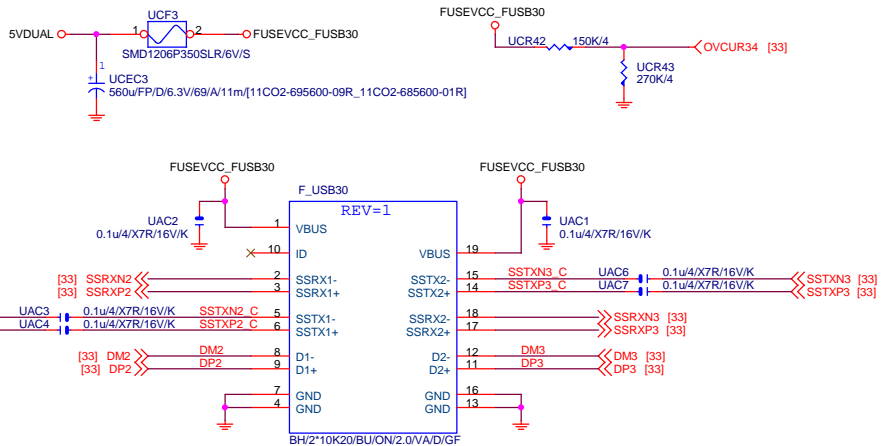 UCF3
5VDUAL 1 2 FUSEVCC_FUSB30
SMD1206P350SLR/6V/S
1
+ UCEC3
560u/FP/D/6.3V/69/A/11m/[11CO2-695600-09R_11CO2-685600-01R]
FUSEVCC_FUSB30
UCR42 150K/4 OVCUR34 [33]
UCR43
270K/4
FUSEVCC_FUSB30 FUSEVCC_FUSB30
F_USB30
REV=1
UAC2
0.1u/4/X7R/16V/K
UAC1
0.1u/4/X7R/16V/K
1 VBUS
10 ID
VBUS 19
[33] SSRXN2 2 SSRX1-
[33] SSRXP2 3 SSRX1+
SSTX2- 15 SSTXN3_C UAC6 0.1u/4/X7R/16V/K SSTXN3 [33]
SSTX2+ 14 SSTXP3_C UAC7 0.1u/4/X7R/16V/K SSTXP3 [33]
UAC3 0.1u/4/X7R/16V/K SSTXN2_C 5 SSTX1-
UAC4 0.1u/4/X7R/16V/K SSTXP2_C 6 SSTX1+
SSRX2- 18 SSRXN3 [33]
SSRX2+ 17 SSRXP3 [33]
[33] DM2 DM2 8 D1-
[33] DP2 DP2 9 D1+
D2- 12 DM3 DM3 [33]
D2+ 11 DP3 DP3 [33]
7 GND
4 GND
GND 16
GND 13
BH/2*10K20/BU/ON/2.0/VA/D/GF